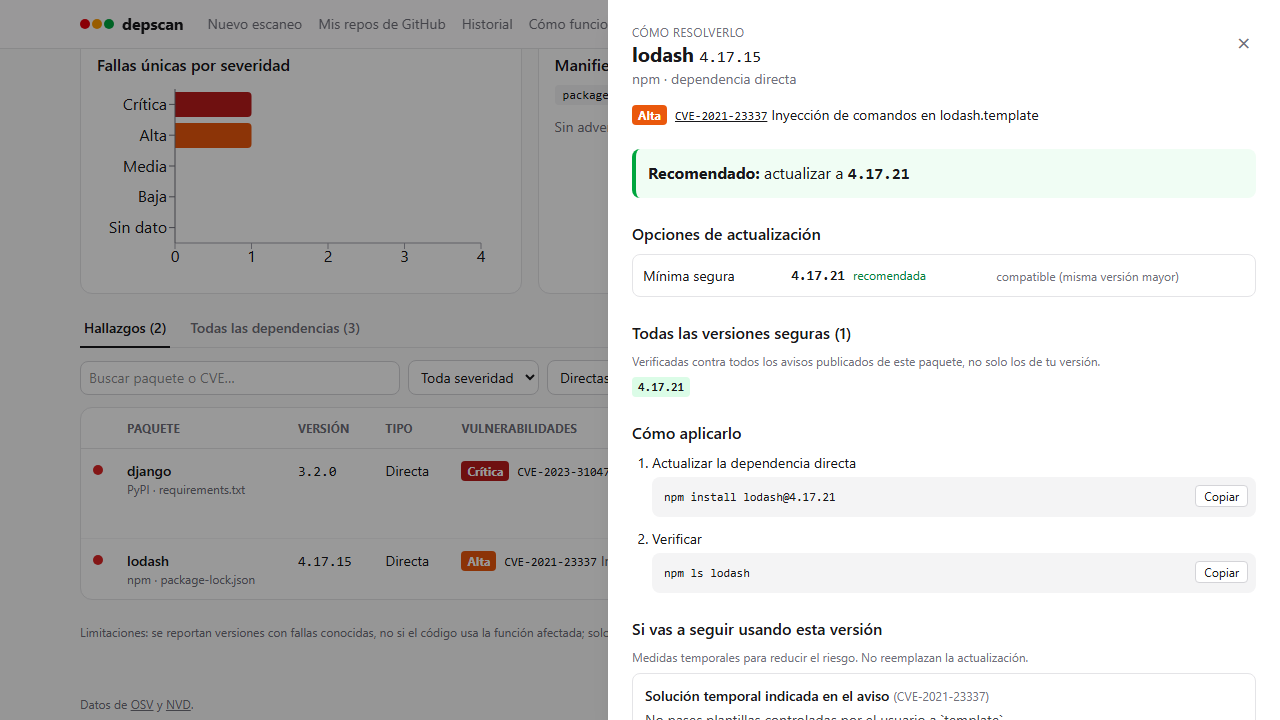 depscan
Nuevo escaneo
Mis repos de GitHub
Historial
Cómo funcio
Fallas únicas por severidad
Crítica
Alta
Media
Baja
Sin dato
0 1 2 3 4
Manifie
package
Sin adve
Hallazgos (2)
Todas las dependencias (3)
Buscar paquete o CVE...
Toda severidad
Directas
PAQUETE VERSIÓN TIPO VULNERABILIDADES
django 3.2.0 Directa Crítica CVE-2023-31047
PyPI · requirements.txt
lodash 4.17.15 Directa Alta CVE-2021-23337 In
npm · package-lock.json
Limitaciones: se reportan versiones con fallas conocidas, no si el código usa la función afectada; solo
Datos de OSV y NVD.
CÓMO RESOLVERLO
lodash 4.17.15
npm · dependencia directa
Alta CVE-2021-23337 Inyección de comandos en lodash.template
Recomendado: actualizar a 4.17.21
Opciones de actualización
Mínima segura 4.17.21 recomendada compatible (misma versión mayor)
Todas las versiones seguras (1)
Verificadas contra todos los avisos publicados de este paquete, no solo los de tu versión.
4.17.21
Cómo aplicarlo
1. Actualizar la dependencia directa
npm install lodash@4.17.21 Copiar
2. Verificar
npm ls lodash Copiar
Si vas a seguir usando esta versión
Medidas temporales para reducir el riesgo. No reemplazan la actualización.
Solución temporal indicada en el aviso (CVE-2021-23337)
No pases plantillas controladas por el usuario a `template`